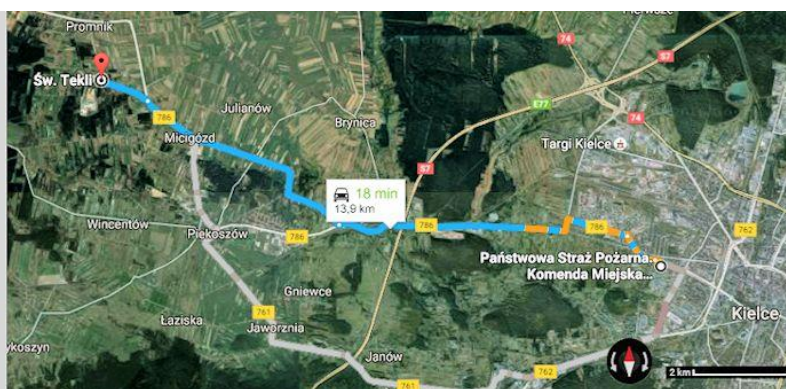 Promnik
Pierwsze
74
S7
Św. Tekli
786
Julianów
E77
74
Micigózd
Brynica
Targi Kielce
S7
18 min
13,9 km
Wincentów
786
786
786
762
Piekoszów
Państwowa Straż Pożarna...
Komenda Miejska...
Gniewce
Kielce
761
Łaziska
Jaworznia
ykoszyn
Janów
762
2 km
761